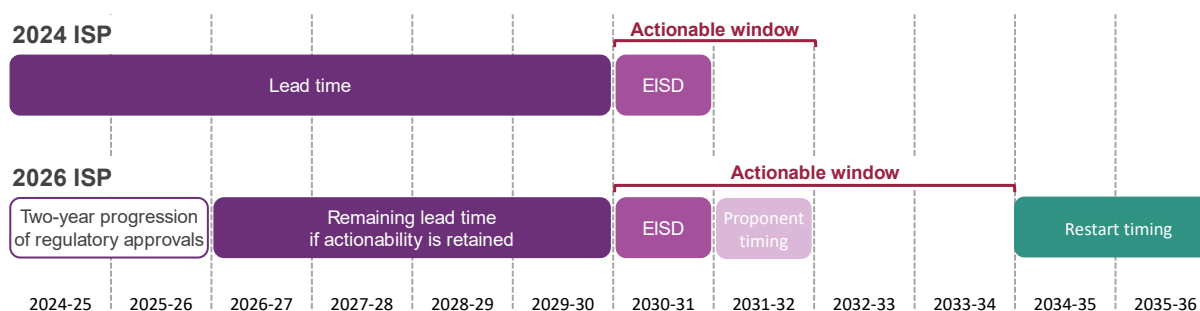 2024 ISP
Actionable window
Lead time
EISD
2026 ISP
Actionable window
Two-year progression
of regulatory approvals
Remaining lead time
if actionability is retained
EISD
Proponent
timing
Restart timing
2024-25 2025-26 2026-27 2027-28 2028-29 2029-30 2030-31 2031-32 2032-33 2033-34 2034-35 2035-36